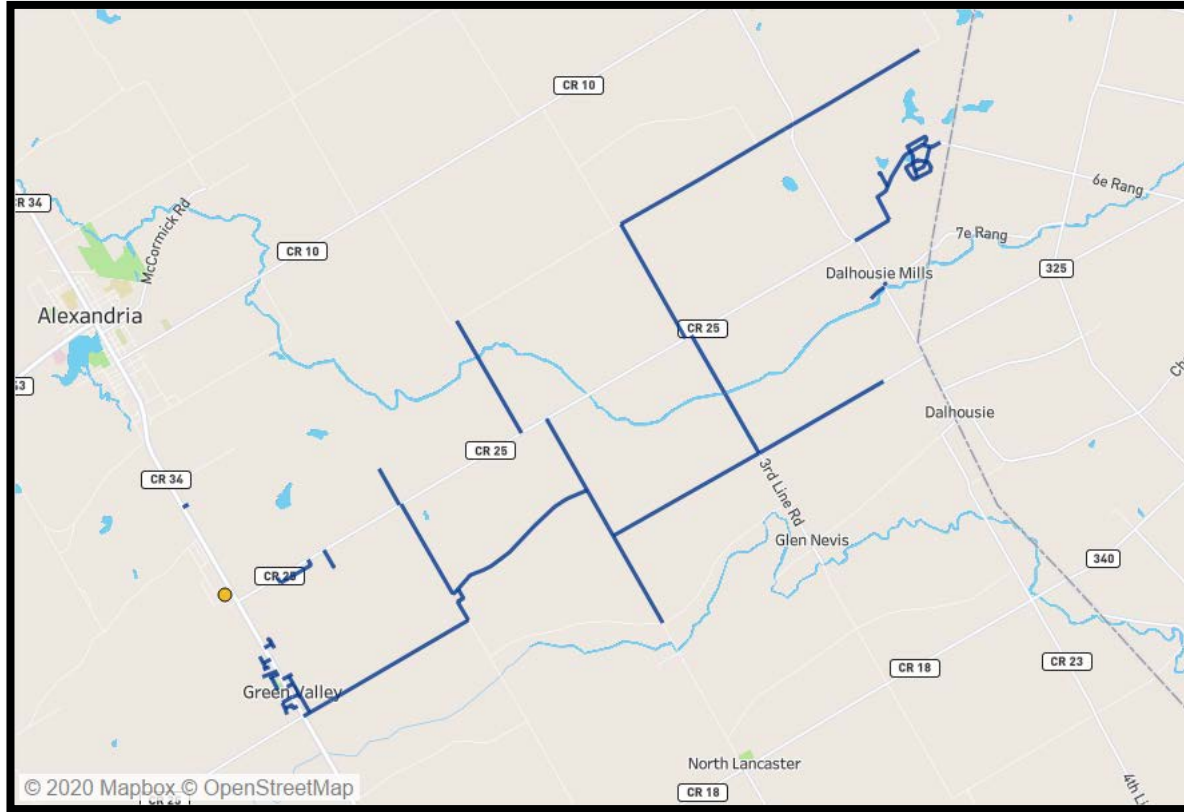 CR 10
CR 34
McCormick Rd
6e Rang
CR 10
7e Rang
325
Dalhousie Mills
Alexandria
CR 25
43
Dalhousie
CR 25
CR 34
3rd Line Rd
Glen Nevis
340
CR 25
CR 23
CR 18
Green Valley
North Lancaster
CR 18
© 2020 Mapbox © OpenStreetMap